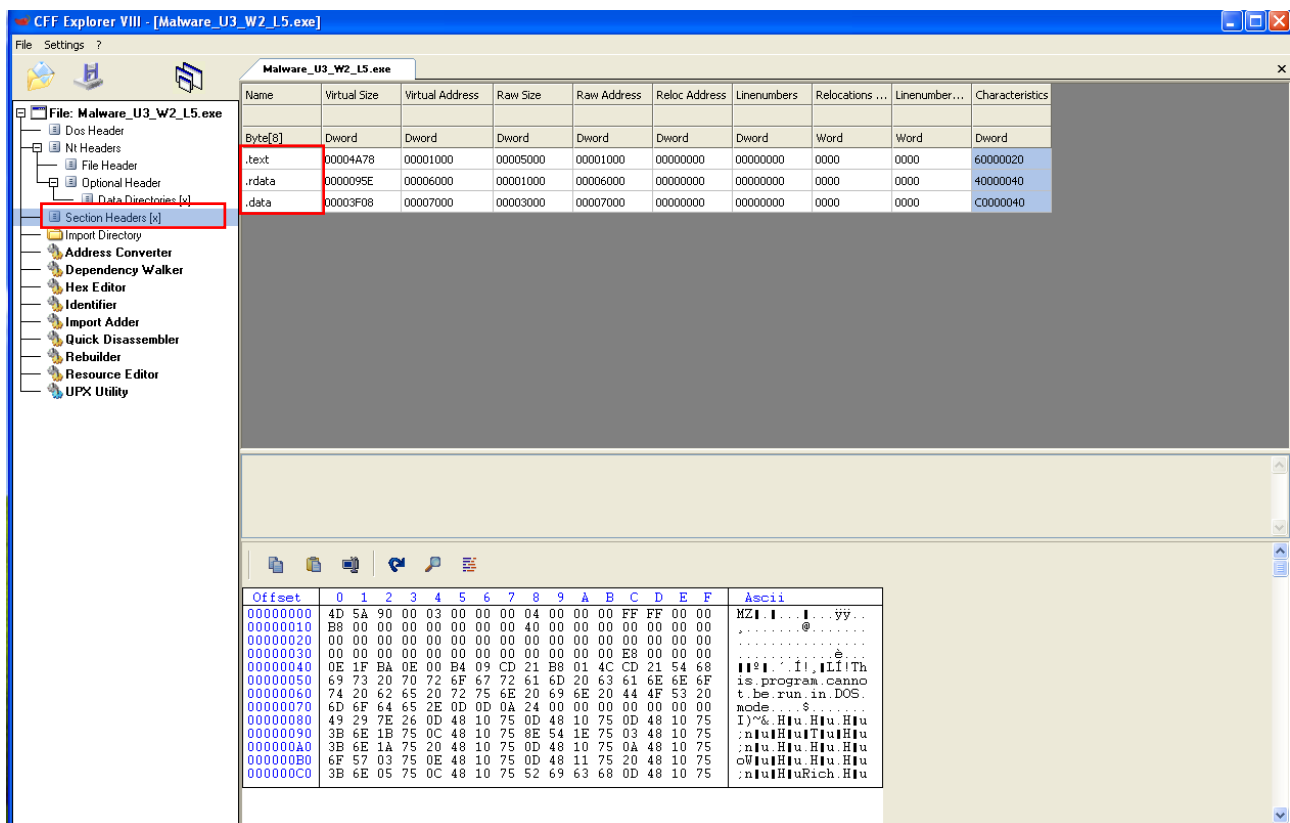 CFF Explorer VIII - [Malware_U3_W2_L5.exe]
File Settings ?
Malware_U3_W2_L5.exe
File: Malware_U3_W2_L5.exe
Dos Header
Nt Headers
File Header
Optional Header
Data Directories [x]
Section Headers [x]
Import Directory
Address Converter
Dependency Walker
Hex Editor
Identifier
Import Adder
Quick Disassembler
Rebuilder
Resource Editor
UPX Utility
Name Virtual Size Virtual Address Raw Size Raw Address Reloc Address Linenumbers Relocations ... Linenumber... Characteristics
Byte[8] Dword Dword Dword Dword Dword Dword Word Word Dword
.text 00004A78 00001000 00005000 00001000 00000000 00000000 0000 0000 60000020
.rdata 0000095E 00006000 00001000 00006000 00000000 00000000 0000 0000 40000040
.data 00003F08 00007000 00003000 00007000 00000000 00000000 0000 0000 C0000040
Offset 0 1 2 3 4 5 6 7 8 9 A B C D E F Ascii
00000000 4D 5A 90 00 03 00 00 00 04 00 00 00 FF FF 00 00 MZ▮.▮...▮...ÿÿ..
00000010 B8 00 00 00 00 00 00 00 40 00 00 00 00 00 00 00 ¸.......@.......
00000020 00 00 00 00 00 00 00 00 00 00 00 00 00 00 00 00 ................
00000030 00 00 00 00 00 00 00 00 00 00 00 00 E8 00 00 00 ............è...
00000040 0E 1F BA 0E 00 B4 09 CD 21 B8 01 4C CD 21 54 68 ▮▮º▮.´.Í!¸▮LÍ!Th
00000050 69 73 20 70 72 6F 67 72 61 6D 20 63 61 6E 6E 6F is.program.canno
00000060 74 20 62 65 20 72 75 6E 20 69 6E 20 44 4F 53 20 t.be.run.in.DOS.
00000070 6D 6F 64 65 2E 0D 0D 0A 24 00 00 00 00 00 00 00 mode....$.......
00000080 49 29 7E 26 0D 48 10 75 0D 48 10 75 0D 48 10 75 I)~&.H▮u.H▮u.H▮u
00000090 3B 6E 1B 75 0C 48 10 75 8E 54 1E 75 03 48 10 75 ;n▮u▮H▮u▮T▮u▮H▮u
000000A0 3B 6E 1A 75 20 48 10 75 0D 48 10 75 0A 48 10 75 ;n▮u.H▮u.H▮u.H▮u
000000B0 6F 57 03 75 0E 48 10 75 0D 48 11 75 20 48 10 75 oW▮u▮H▮u.H▮u.H▮u
000000C0 3B 6E 05 75 0C 48 10 75 52 69 63 68 0D 48 10 75 ;n▮u▮H▮uRich.H▮u